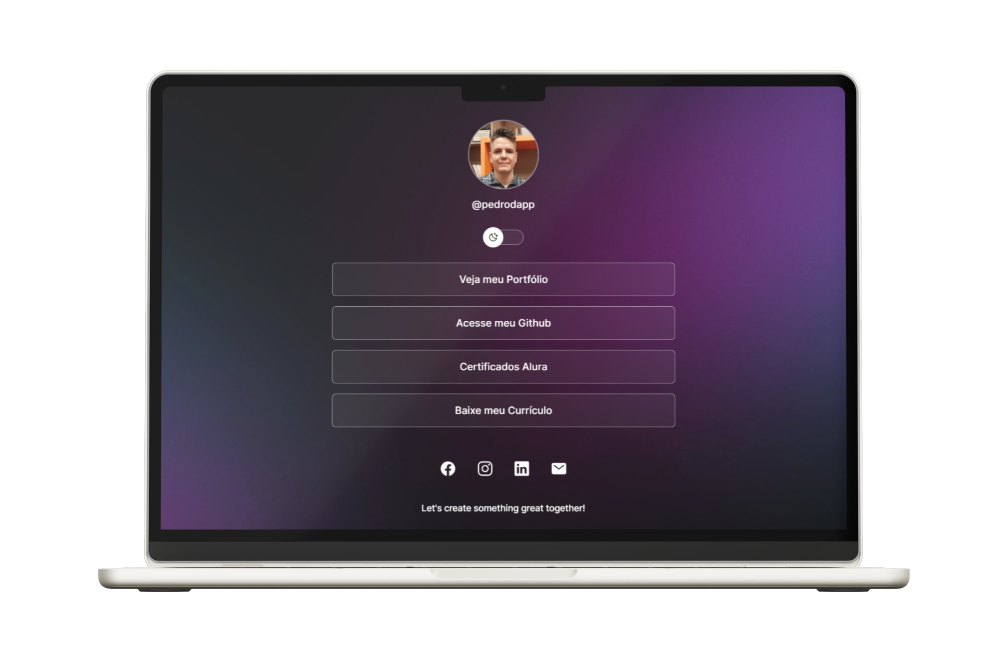 @pedrodapp
Veja meu Portfólio
Acesse meu Github
Certificados Alura
Baixe meu Currículo
Let's create something great together!